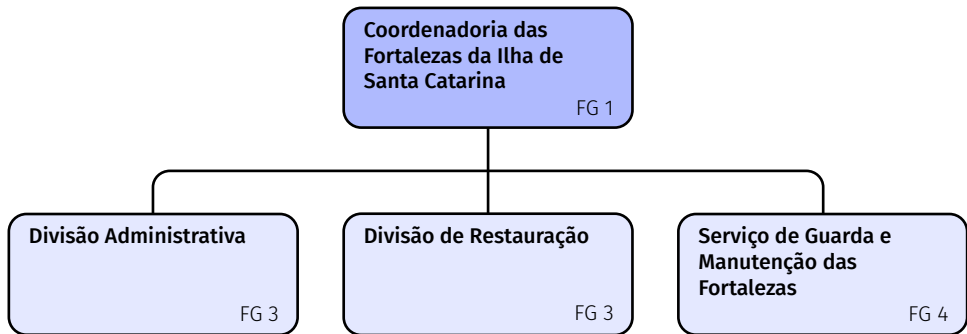 Coordenadoria das
Fortalezas da Ilha de
Santa Catarina
FG 1
Divisão Administrativa
FG 3
Divisão de Restauração
FG 3
Serviço de Guarda e
Manutenção das
Fortalezas
FG 4